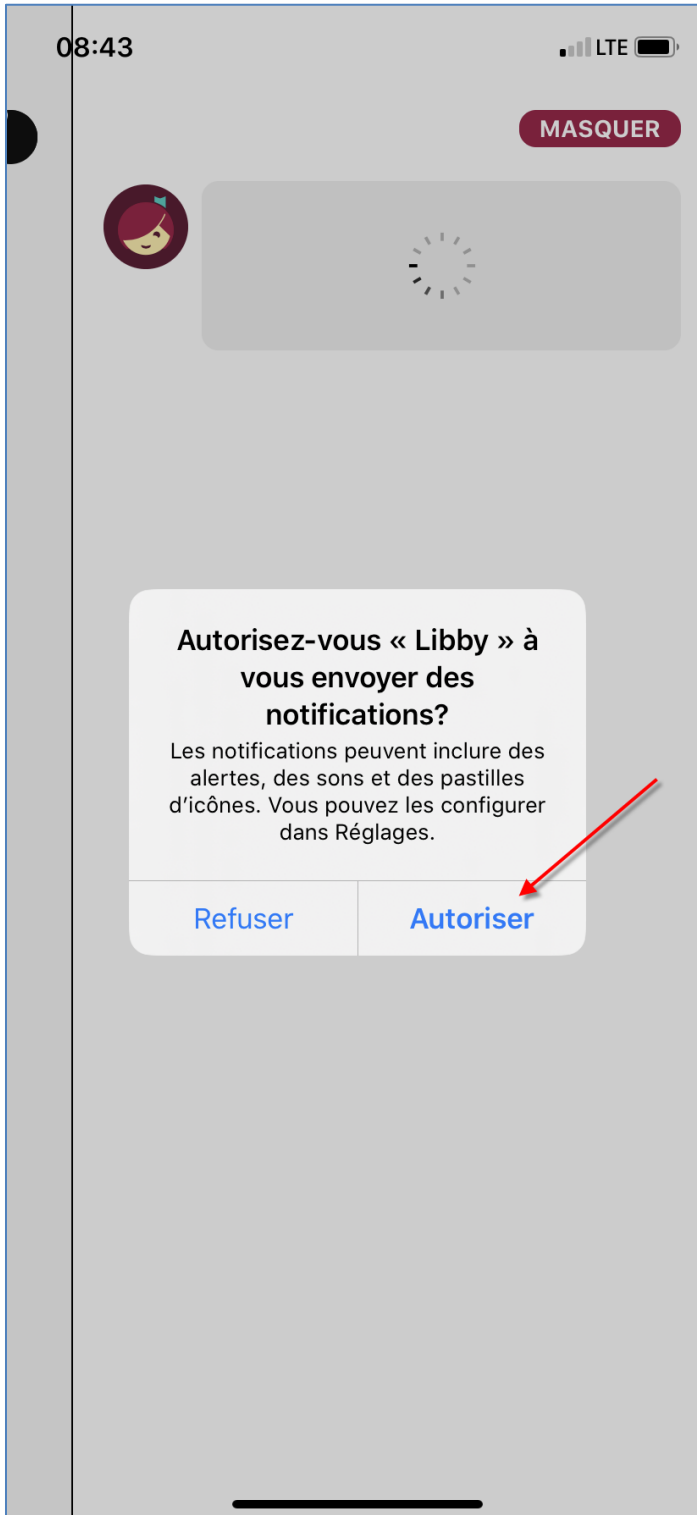 08:43 LTE
MASQUER
Autorisez-vous « Libby » à
vous envoyer des
notifications?
Les notifications peuvent inclure des
alertes, des sons et des pastilles
d’icônes. Vous pouvez les configurer
dans Réglages.
Refuser Autoriser